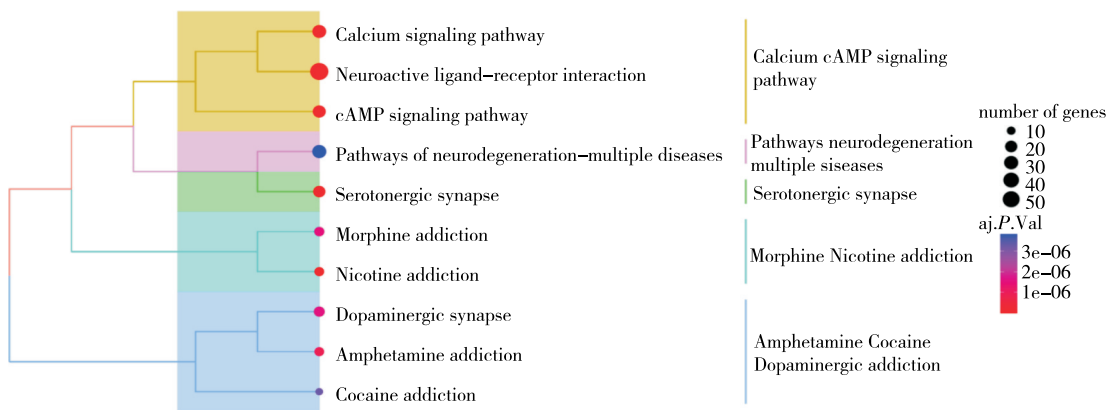 Calcium signaling pathway
Neuroactive ligand−receptor interaction
cAMP signaling pathway
Pathways of neurodegeneration−multiple diseases
Serotonergic synapse
Morphine addiction
Nicotine addiction
Dopaminergic synapse
Amphetamine addiction
Cocaine addiction
Calcium cAMP signaling
pathway
Pathways neurodegeneration
multiple siseases
Serotonergic synapse
Morphine Nicotine addiction
Amphetamine Cocaine
Dopaminergic addiction
number of genes
10
20
30
40
50
aj.P.Val
3e−06
2e−06
1e−06